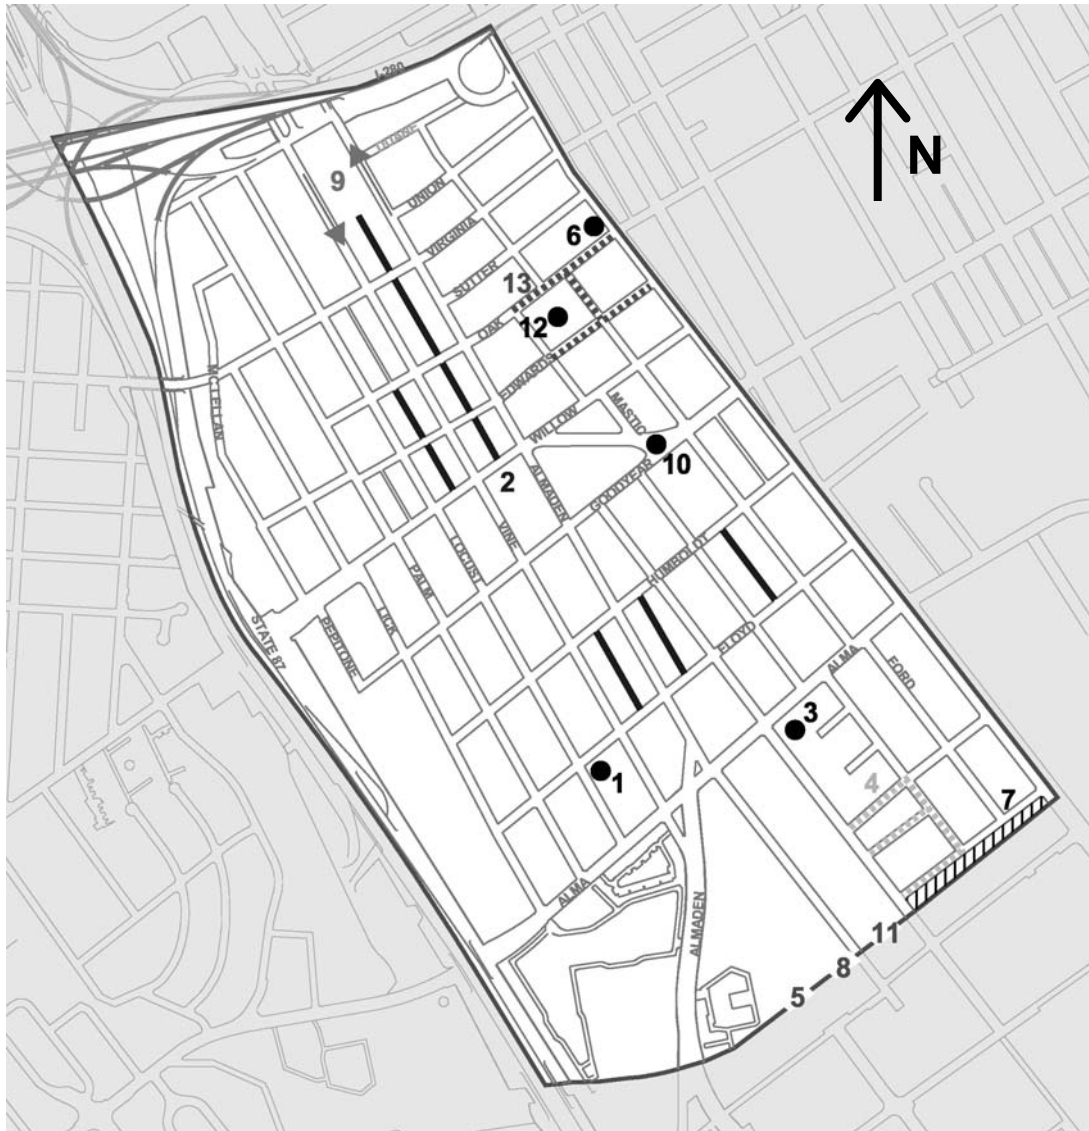 I-280
N
9
UNION
VIRGINIA
6
SUTTER
13
OAK
12
EDWARDS
MCLELLAN
MASTIC
WILLOW
10
GOODYEAR
2
ALMADEN
VINE
LOCUST
HUMBOLDT
PALM
LICK
STATE 87
PEPITONE
FLOYD
ALMA
FORD
3
1
4
7
ALMA
ALMADEN
11
8
5